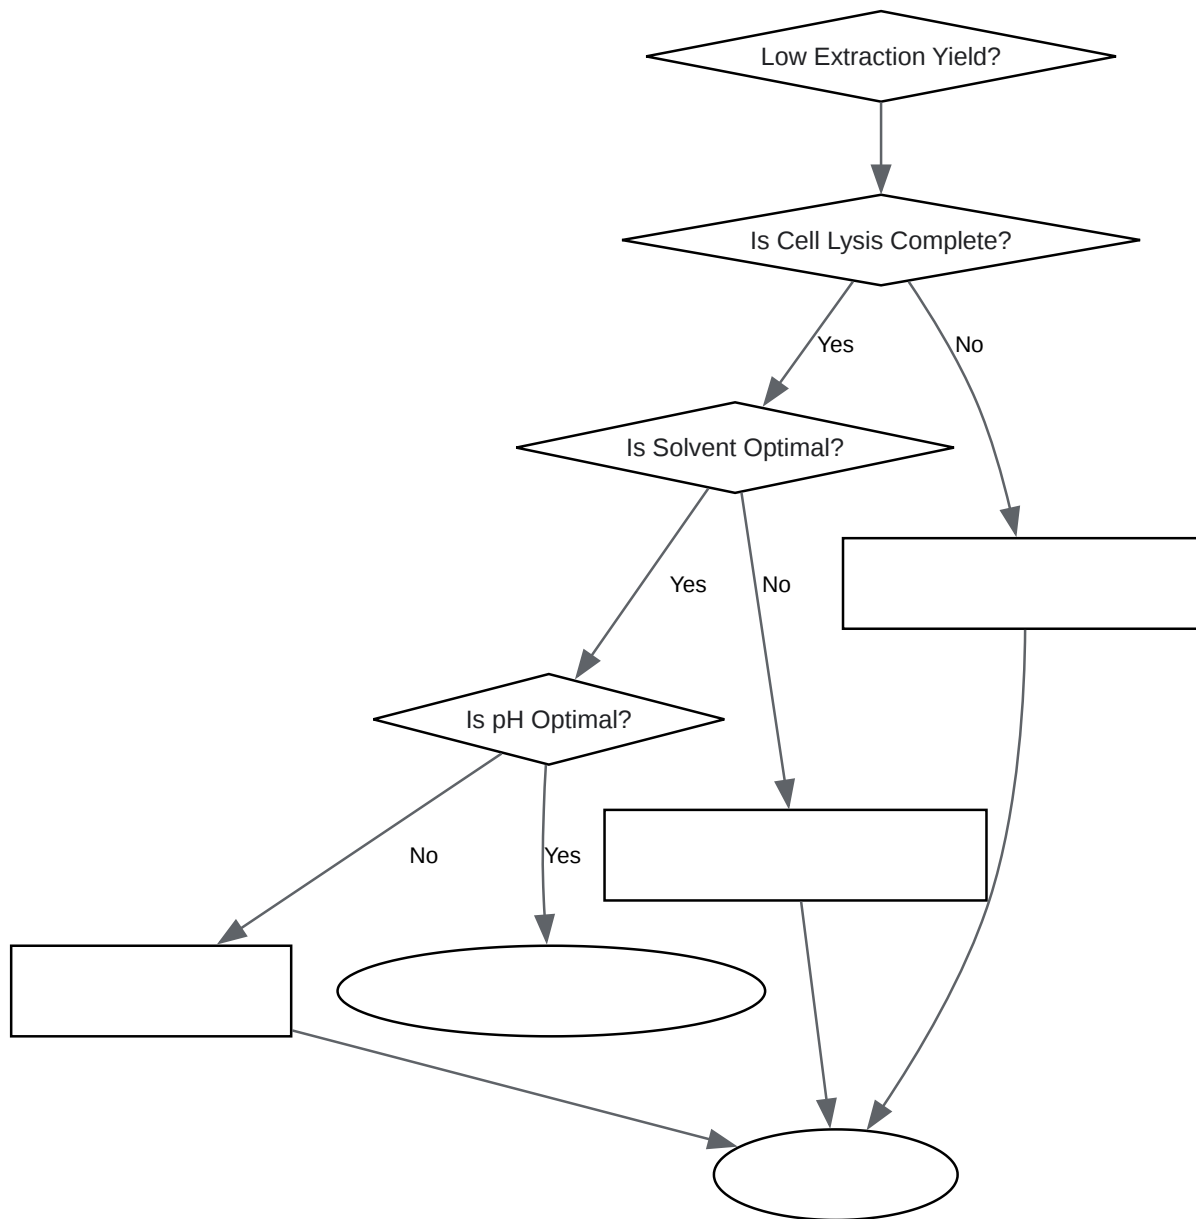 Low Extraction Yield?
Is Cell Lysis Complete?
Yes
No
Is Solvent Optimal?
Yes
No
Is pH Optimal?
No
Yes